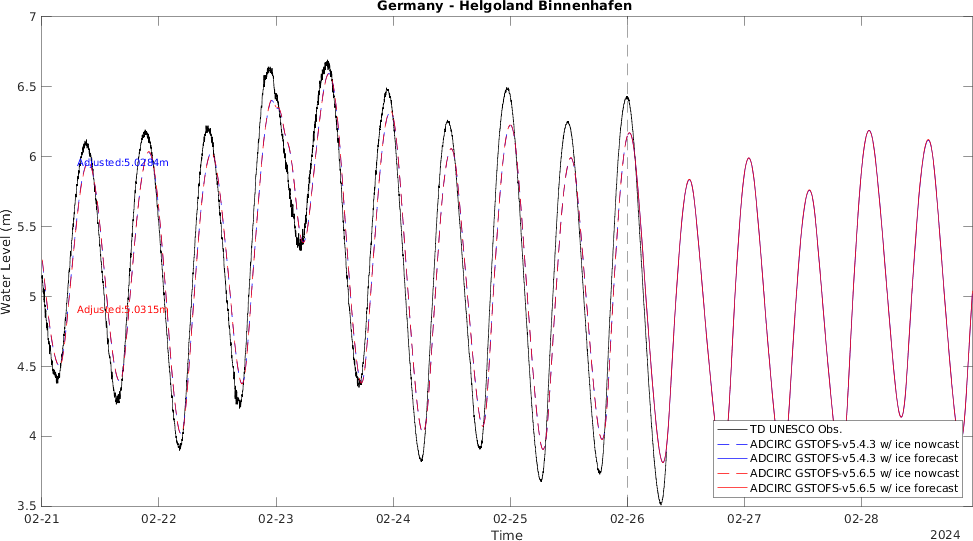 Germany - Helgoland Binnenhafen
Water Level (m)
7
6.5
6
5.5
5
4.5
4
3.5
Adjusted:5.0284m
Adjusted:5.0315m
TD UNESCO Obs.
ADCIRC GSTOFS-v5.4.3 w/ ice nowcast
ADCIRC GSTOFS-v5.4.3 w/ ice forecast
ADCIRC GSTOFS-v5.6.5 w/ ice nowcast
ADCIRC GSTOFS-v5.6.5 w/ ice forecast
02-21 02-22 02-23 02-24 02-25 02-26 02-27 02-28
Time
2024